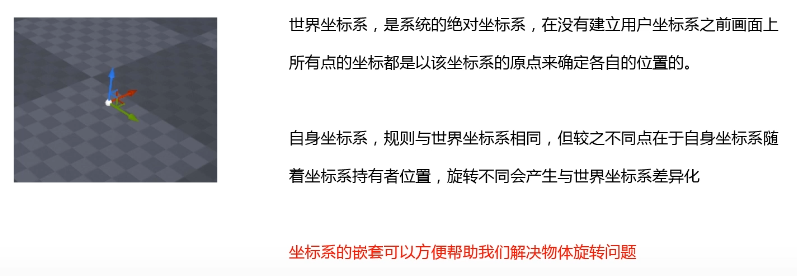 世界坐标系，是系统的绝对坐标系，在没有建立用户坐标系之前画面上
所有点的坐标都是以该坐标系的原点来确定各自的位置的。
自身坐标系，规则与世界坐标系相同，但较之不同点在于自身坐标系随
着坐标系持有者位置，旋转不同会产生与世界坐标系差异化
坐标系的嵌套可以方便帮助我们解决物体旋转问题